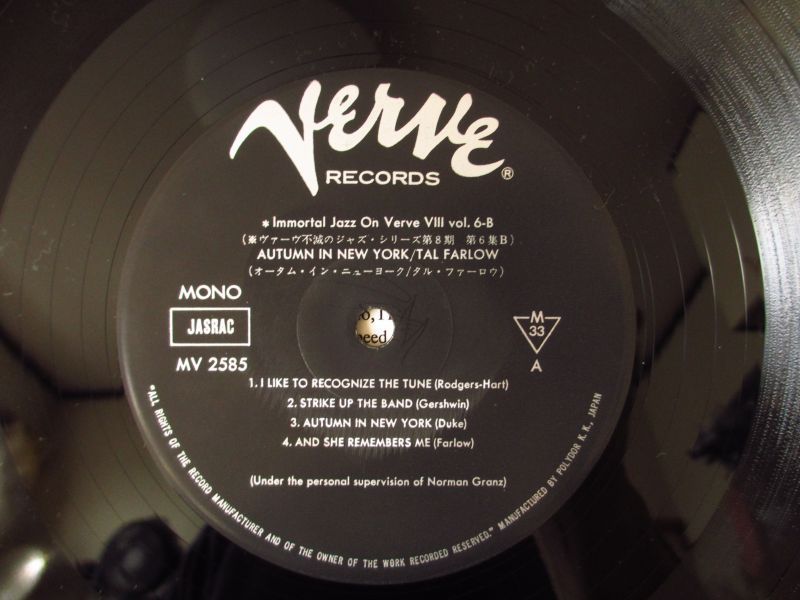 Verve
RECORDS ®
*Immortal Jazz On Verve VIII vol. 6-B
(※ヴァーヴ不滅のジャズ・シリーズ第8期 第6集B)
AUTUMN IN NEW YORK/TAL FARLOW
(オータム・イン・ニューヨーク/タル・ファーロウ)
MONO
JASRAC
MV 2585
M
33
A
1. I LIKE TO RECOGNIZE THE TUNE (Rodgers-Hart)
2. STRIKE UP THE BAND (Gershwin)
3. AUTUMN IN NEW YORK (Duke)
4. AND SHE REMEMBERS ME (Farlow)
(Under the personal supervision of Norman Granz)
"ALL RIGHTS OF THE RECORD MANUFACTURER AND OF THE OWNER OF THE WORK RECORDED RESERVED." MANUFACTURED BY POLYDOR K.K., JAPAN